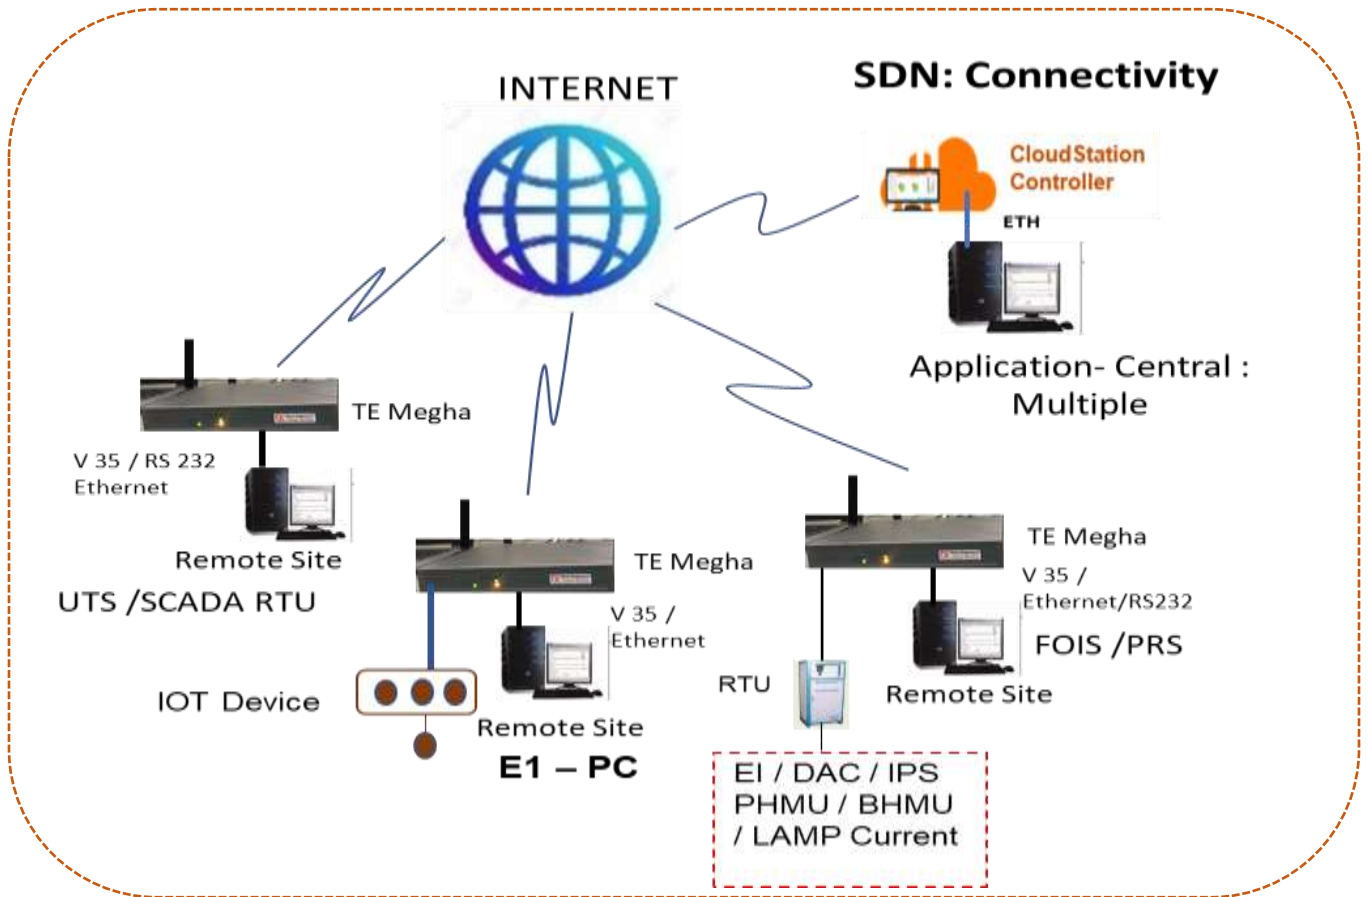 INTERNET
SDN: Connectivity
CloudStation
Controller
ETH
Application- Central :
Multiple
TE Megha
V 35 / RS 232
Ethernet
Remote Site
UTS /SCADA RTU
TE Megha
V 35 /
Ethernet
IOT Device
Remote Site
E1 – PC
TE Megha
V 35 /
Ethernet/RS232
FOIS /PRS
RTU
Remote Site
EI / DAC / IPS
PHMU / BHMU
/ LAMP Current